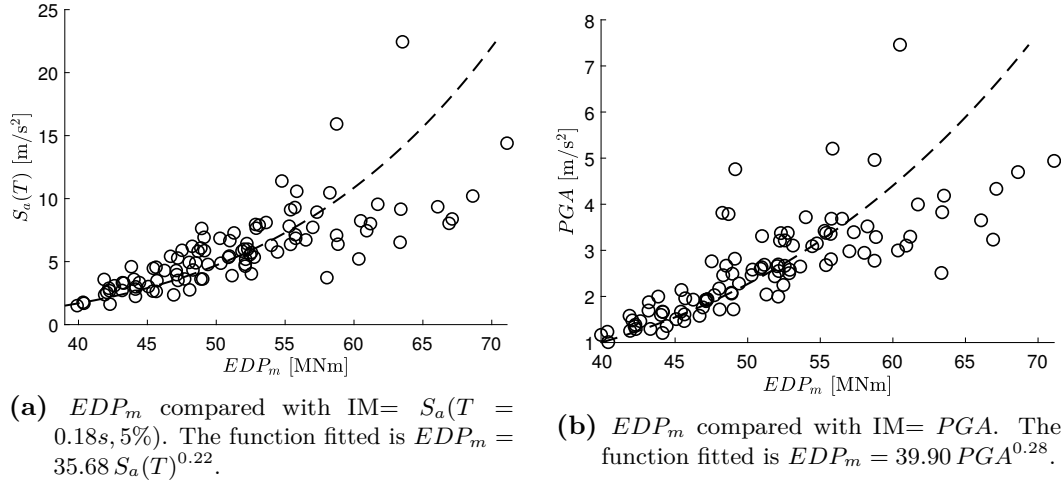 25
20
15
10
5
0
40 45 50 55 60 65 70
S_a(T) [m/s²]
EDP_m [MNm]
(a) EDP_m compared with IM= S_a(T =
0.18s, 5%). The function fitted is EDP_m =
35.68 S_a(T)^0.22.
8
7
6
5
4
3
2
1
40 45 50 55 60 65 70
PGA [m/s²]
EDP_m [MNm]
(b) EDP_m compared with IM= PGA. The
function fitted is EDP_m = 39.90 PGA^0.28.